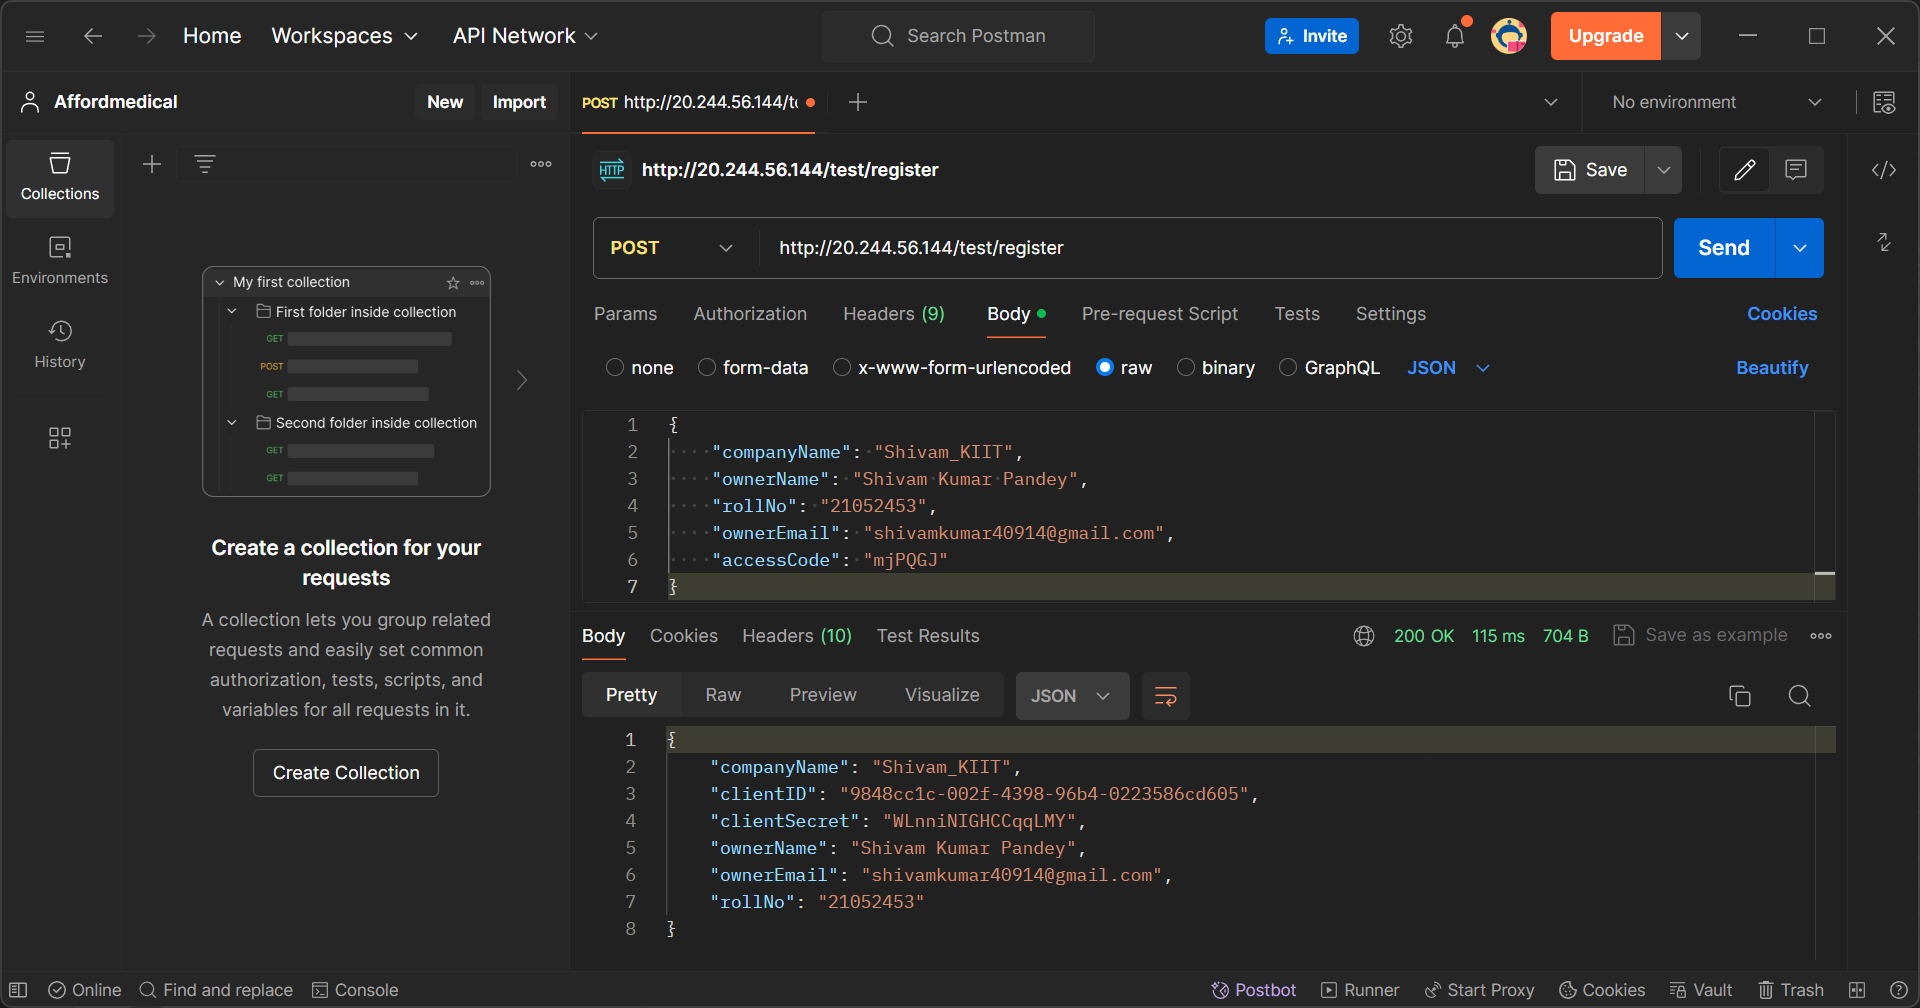 Home Workspaces API Network Search Postman Invite Upgrade
Affordmedical New Import POST http://20.244.56.144/t No environment
Collections
Environments
History
My first collection
First folder inside collection
GET
POST
GET
Second folder inside collection
GET
GET
Create a collection for your
requests
A collection lets you group related
requests and easily set common
authorization, tests, scripts, and
variables for all requests in it.
Create Collection
HTTP http://20.244.56.144/test/register Save
POST http://20.244.56.144/test/register Send
Params Authorization Headers (9) Body Pre-request Script Tests Settings Cookies
none form-data x-www-form-urlencoded raw binary GraphQL JSON Beautify
1 {
2 "companyName": "Shivam_KIIT",
3 "ownerName": "Shivam Kumar Pandey",
4 "rollNo": "21052453",
5 "ownerEmail": "shivamkumar40914@gmail.com",
6 "accessCode": "mjPQGJ"
7 }
Body Cookies Headers (10) Test Results 200 OK 115 ms 704 B Save as example
Pretty Raw Preview Visualize JSON
1 {
2 "companyName": "Shivam_KIIT",
3 "clientID": "9848cc1c-002f-4398-96b4-0223586cd605",
4 "clientSecret": "WLnniNIGHCCqqLMY",
5 "ownerName": "Shivam Kumar Pandey",
6 "ownerEmail": "shivamkumar40914@gmail.com",
7 "rollNo": "21052453"
8 }
Online Find and replace Console Postbot Runner Start Proxy Cookies Vault Trash